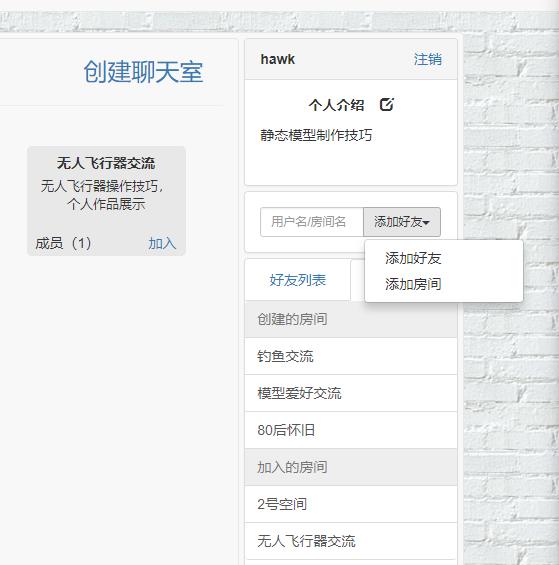 创建聊天室
无人飞行器交流
无人飞行器操作技巧，
个人作品展示
成员（1） 加入
hawk 注销
个人介绍
静态模型制作技巧
用户名/房间名 添加好友
添加好友
添加房间
好友列表
创建的房间
钓鱼交流
模型爱好交流
80后怀旧
加入的房间
2号空间
无人飞行器交流